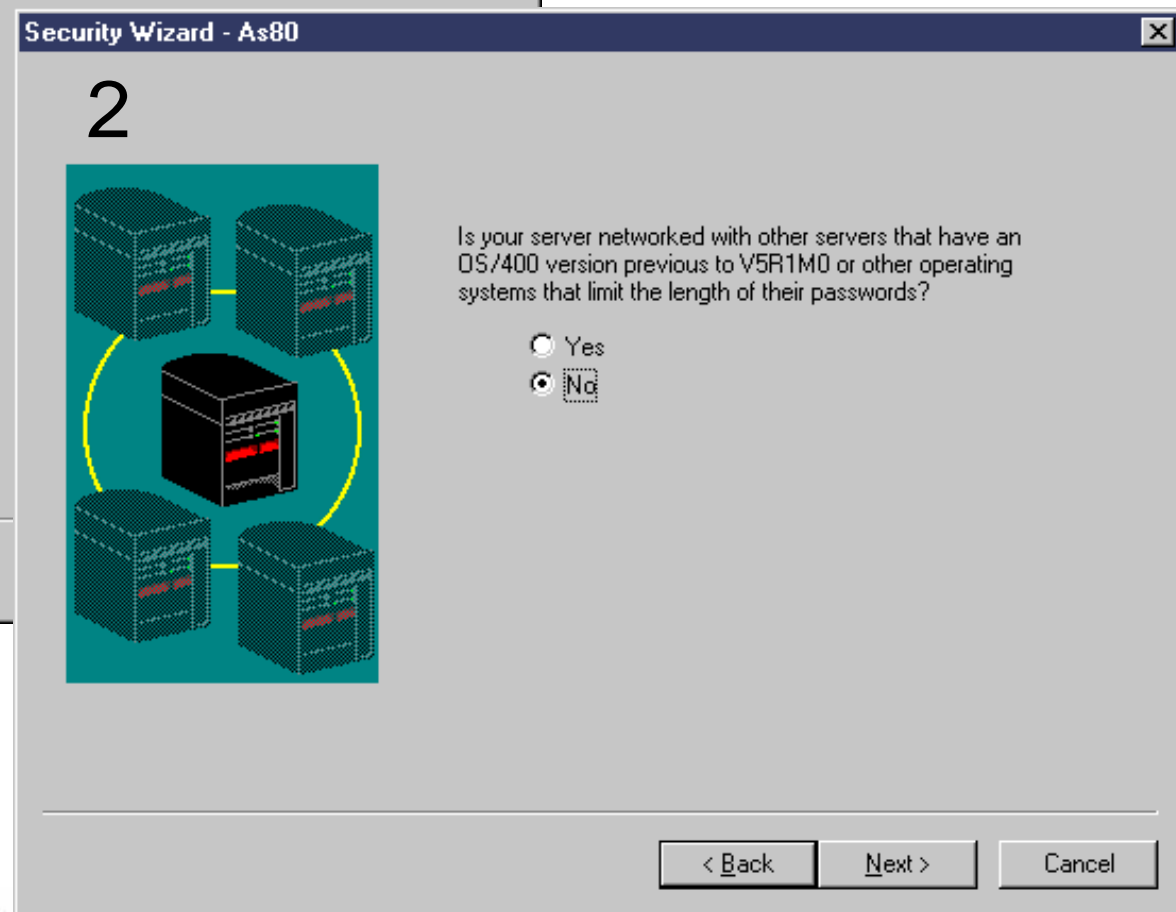 Security Wizard - As80
2
Is your server networked with other servers that have an
OS/400 version previous to V5R1M0 or other operating
systems that limit the length of their passwords?
Yes
No
< Back
Next >
Cancel